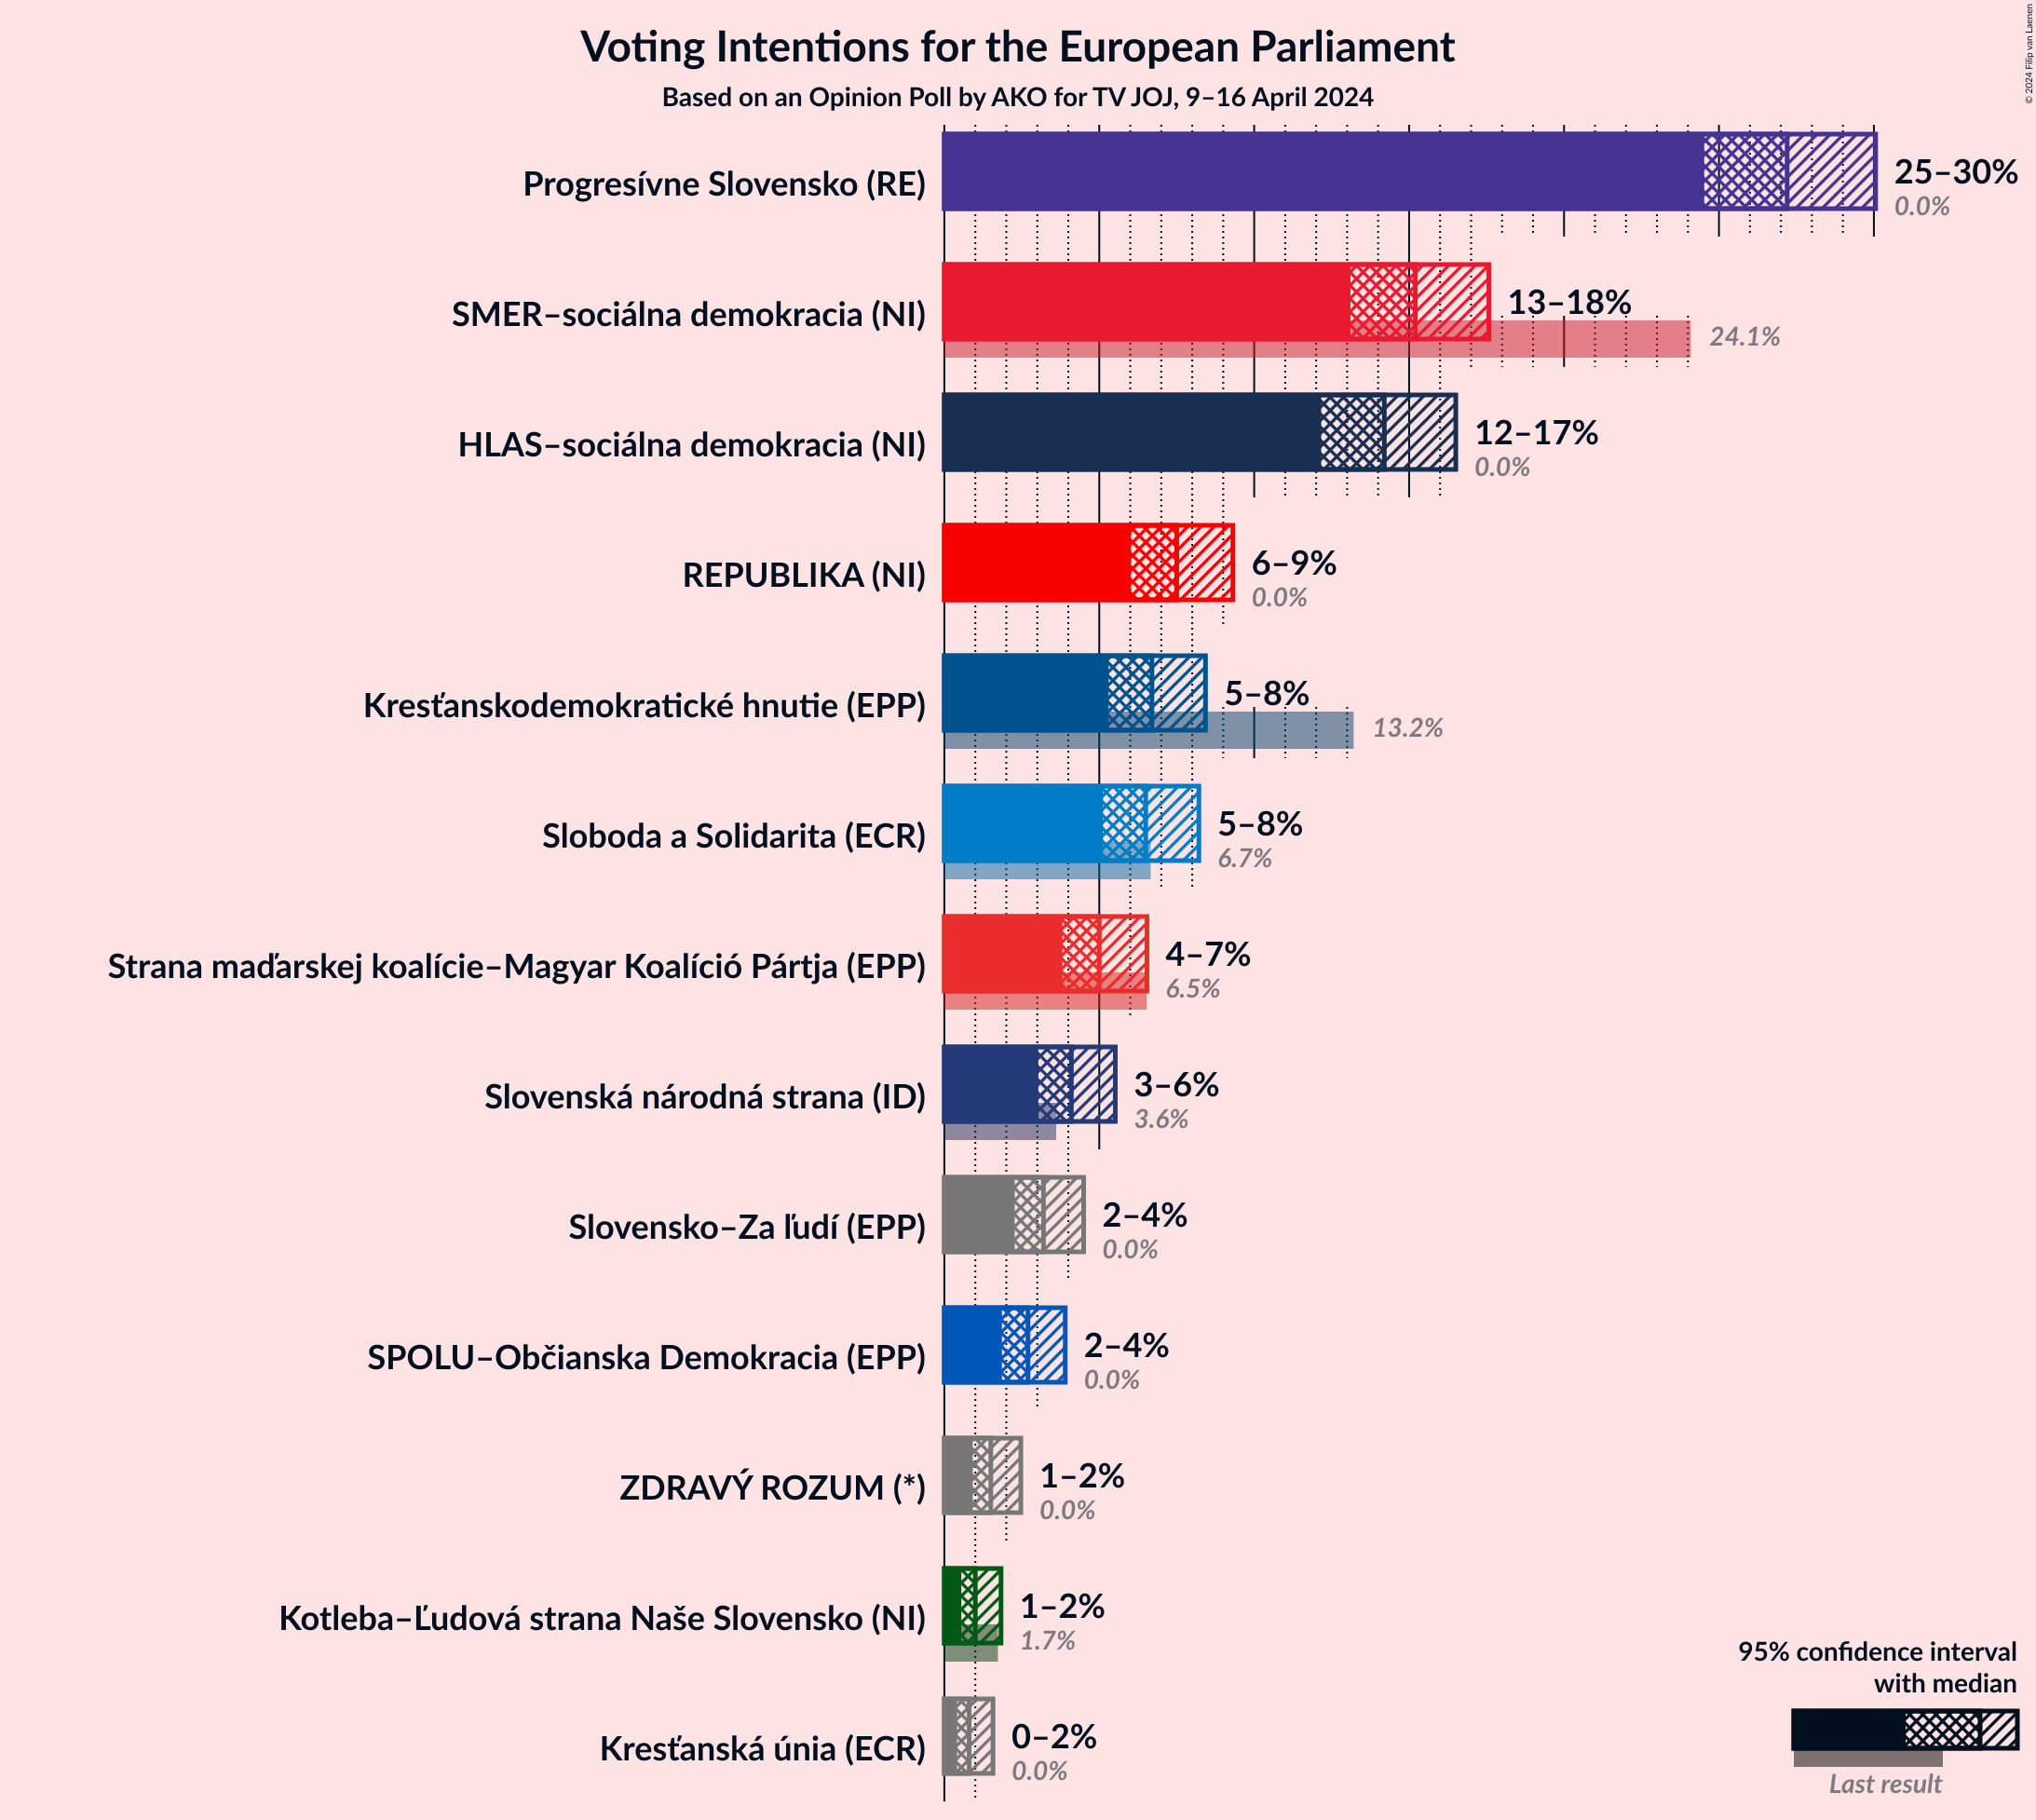 Voting Intentions for the European Parliament
Based on an Opinion Poll by AKO for TV JOJ, 9–16 April 2024
© 2024 Filip van Laenen
Progresívne Slovensko (RE)
25–30%
0.0%
SMER–sociálna demokracia (NI)
13–18%
24.1%
HLAS–sociálna demokracia (NI)
12–17%
0.0%
REPUBLIKA (NI)
6–9%
0.0%
Kresťanskodemokratické hnutie (EPP)
5–8%
13.2%
Sloboda a Solidarita (ECR)
5–8%
6.7%
Strana maďarskej koalície–Magyar Koalíció Pártja (EPP)
4–7%
6.5%
Slovenská národná strana (ID)
3–6%
3.6%
Slovensko–Za ľudí (EPP)
2–4%
0.0%
SPOLU–Občianska Demokracia (EPP)
2–4%
0.0%
ZDRAVÝ ROZUM (*)
1–2%
0.0%
Kotleba–Ľudová strana Naše Slovensko (NI)
1–2%
1.7%
Kresťanská únia (ECR)
0–2%
0.0%
95% confidence interval
with median
Last result